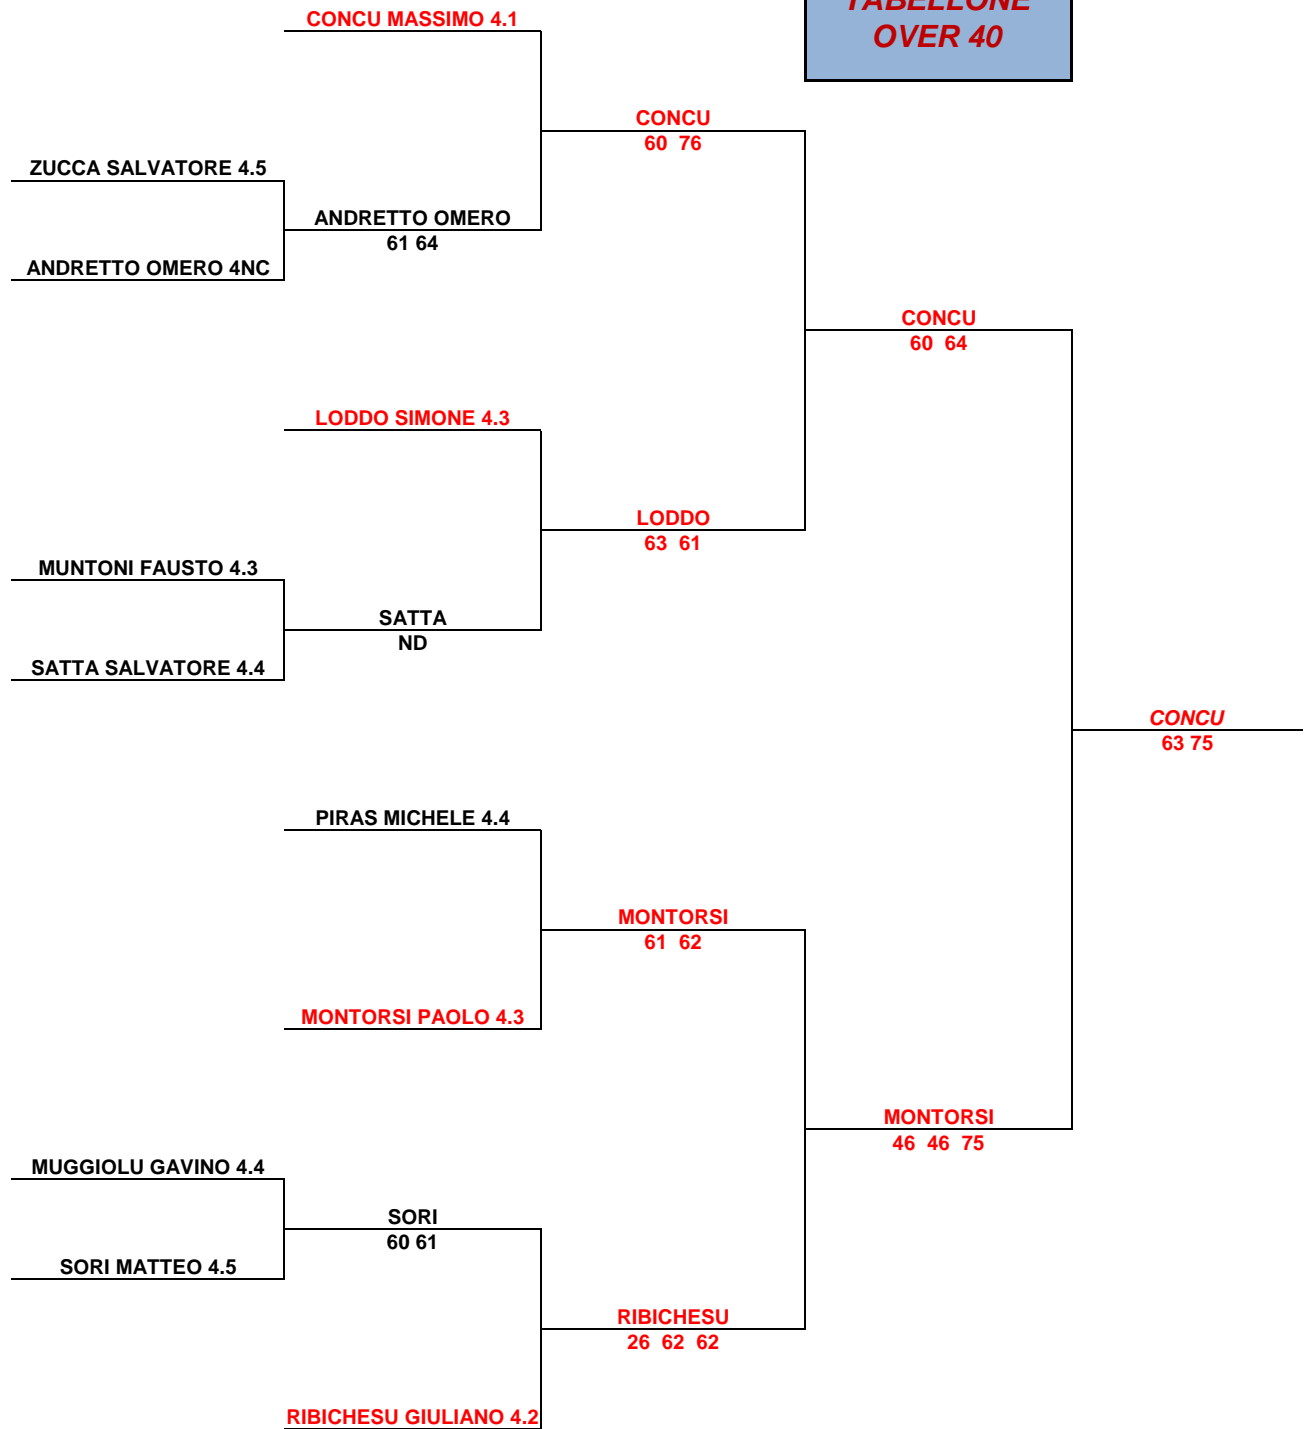 CONCU MASSIMO 4.1
TABELLONE
OVER 40
CONCU
60 76
ZUCCA SALVATORE 4.5
ANDRETTO OMERO
61 64
ANDRETTO OMERO 4NC
CONCU
60 64
LODDO SIMONE 4.3
LODDO
63 61
MUNTONI FAUSTO 4.3
SATTA
ND
SATTA SALVATORE 4.4
CONCU
63 75
PIRAS MICHELE 4.4
MONTORSI
61 62
MONTORSI PAOLO 4.3
MONTORSI
46 46 75
MUGGIOLU GAVINO 4.4
SORI
60 61
SORI MATTEO 4.5
RIBICHESU
26 62 62
RIBICHESU GIULIANO 4.2